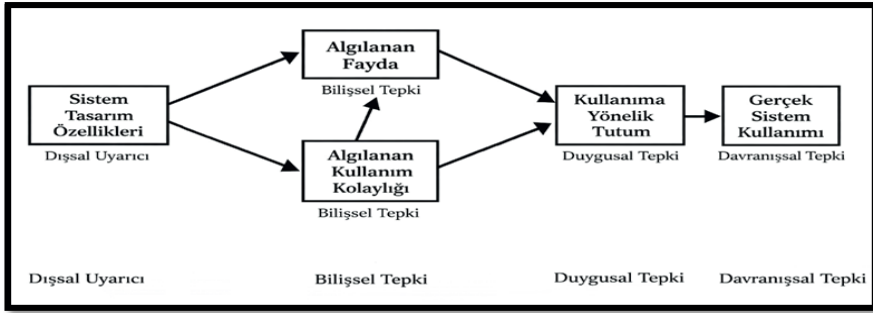 Algılanan
Fayda
Bilişsel Tepki
Sistem
Tasarım
Özellikleri
Dışsal Uyarıcı
Algılanan
Kullanım
Kolaylığı
Bilişsel Tepki
Kullanıma
Yönelik
Tutum
Duygusal Tepki
Gerçek
Sistem
Kullanımı
Davranışsal Tepki
Dışsal Uyarıcı
Bilişsel Tepki
Duygusal Tepki
Davranışsal Tepki